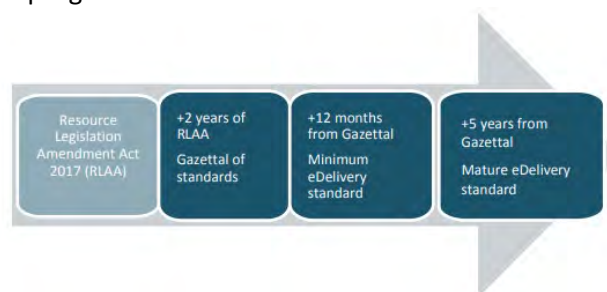 Resource
Legislation
Amendment Act
2017 (RLAA)
+2 years of
RLAA
Gazettal of
standards
+12 months
from Gazettal
Minimum
eDelivery
standard
+5 years from
Gazettal
Mature eDelivery
standard